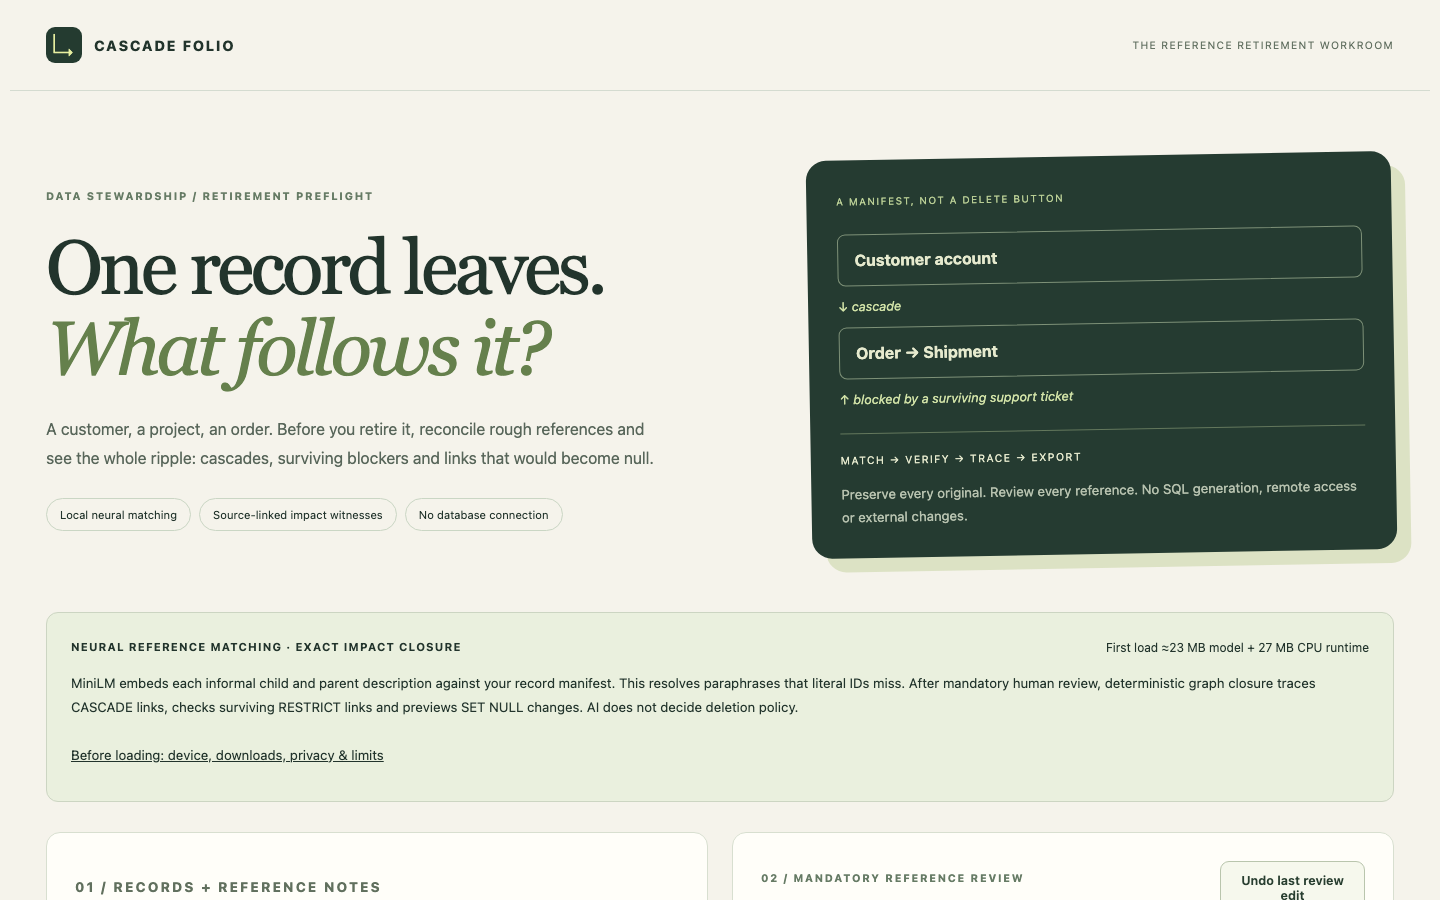 CASCADE FOLIO
THE REFERENCE RETIREMENT WORKROOM
DATA STEWARDSHIP / RETIREMENT PREFLIGHT
One record leaves.
What follows it?
A customer, a project, an order. Before you retire it, reconcile rough references and
see the whole ripple: cascades, surviving blockers and links that would become null.
Local neural matching
Source-linked impact witnesses
No database connection
A MANIFEST, NOT A DELETE BUTTON
Customer account
↓ cascade
Order → Shipment
↑ blocked by a surviving support ticket
MATCH → VERIFY → TRACE → EXPORT
Preserve every original. Review every reference. No SQL generation, remote access
or external changes.
NEURAL REFERENCE MATCHING · EXACT IMPACT CLOSURE
First load ≈23 MB model + 27 MB CPU runtime
MiniLM embeds each informal child and parent description against your record manifest. This resolves paraphrases that literal IDs miss. After mandatory human review, deterministic graph closure traces
CASCADE links, checks surviving RESTRICT links and previews SET NULL changes. AI does not decide deletion policy.
Before loading: device, downloads, privacy & limits
01 / RECORDS + REFERENCE NOTES
02 / MANDATORY REFERENCE REVIEW
Undo last review
edit